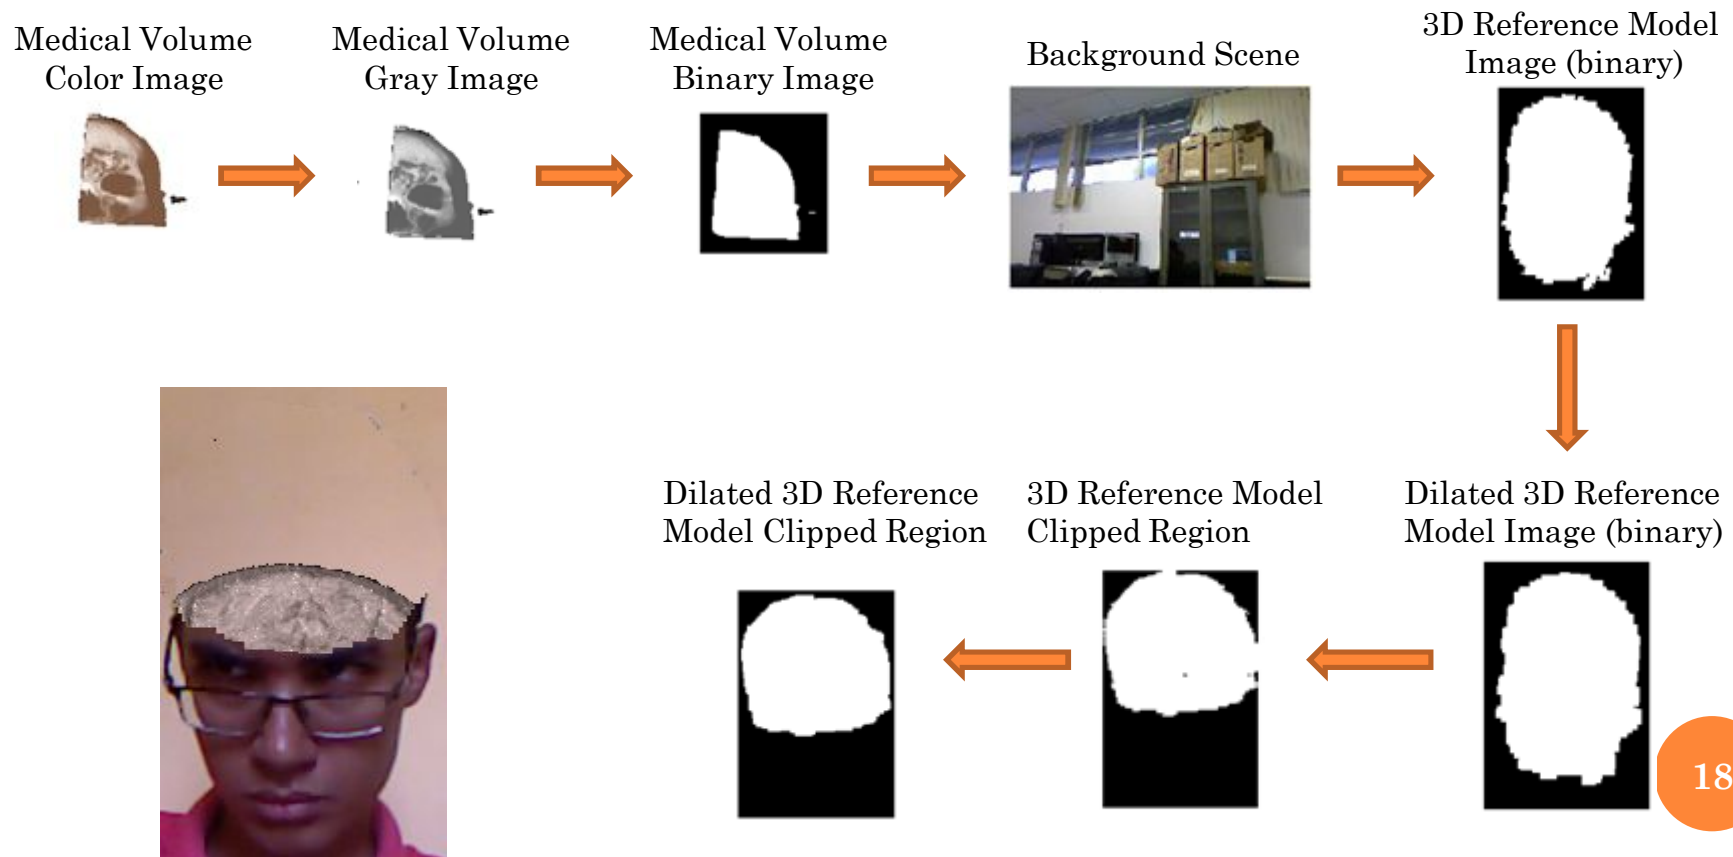 Medical Volume
Color Image
Medical Volume
Gray Image
Medical Volume
Binary Image
Background Scene
3D Reference Model
Image (binary)
Dilated 3D Reference
Model Clipped Region
3D Reference Model
Clipped Region
Dilated 3D Reference
Model Image (binary)
18